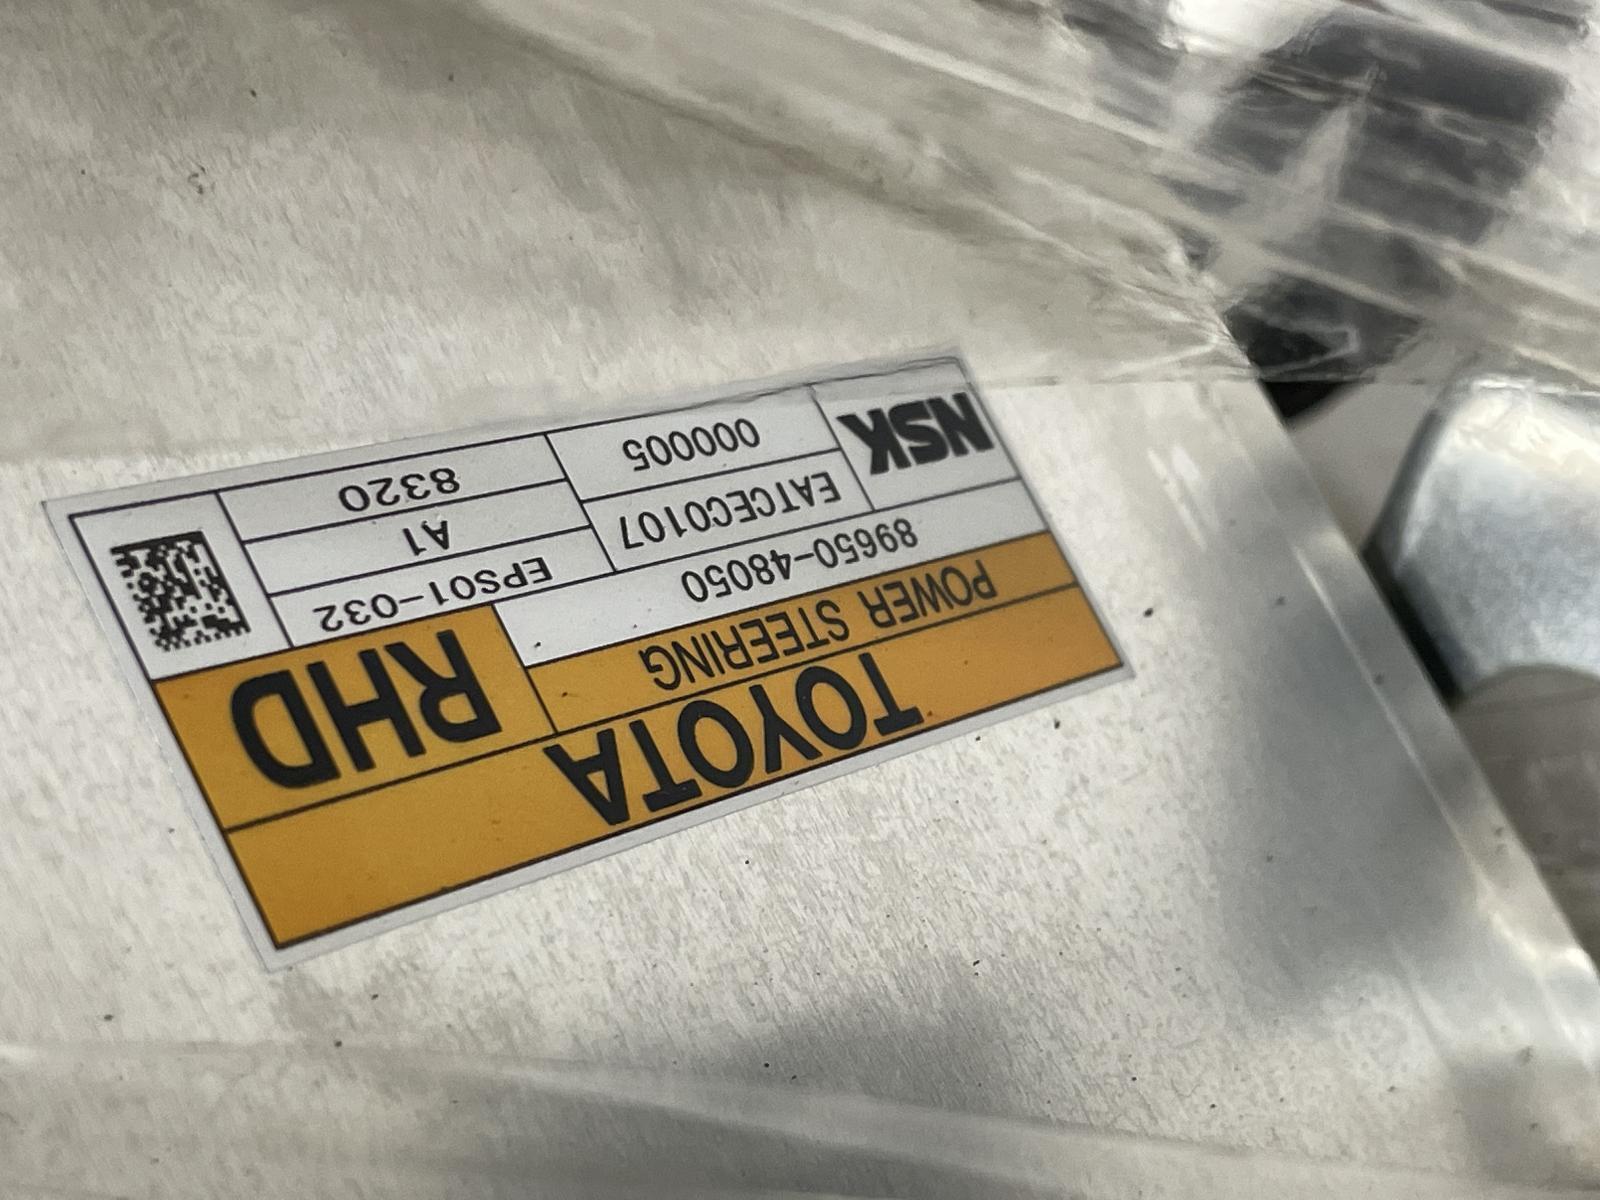 TOYOTA
POWER STEERING RHD
89650-48050
NSK EATCEC0107 EPS01-032
000005 A1
8320